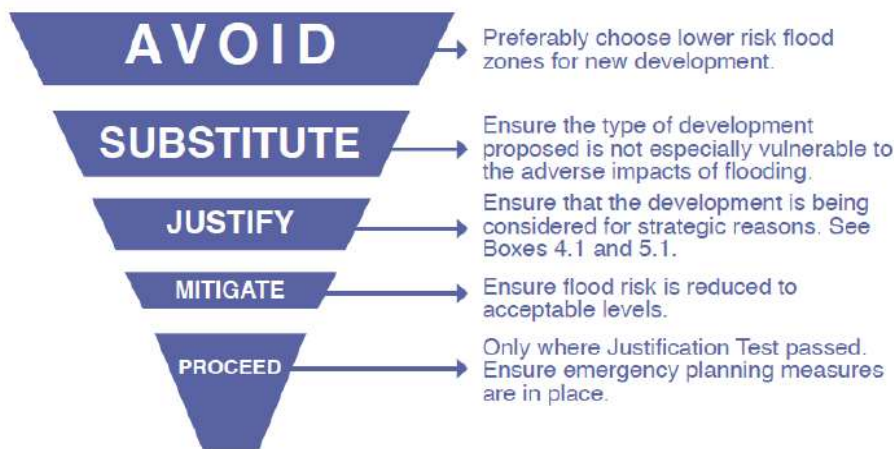 AVOID
Preferably choose lower risk flood
zones for new development.
SUBSTITUTE
Ensure the type of development
proposed is not especially vulnerable to
the adverse impacts of flooding.
JUSTIFY
Ensure that the development is being
considered for strategic reasons. See
Boxes 4.1 and 5.1.
MITIGATE
Ensure flood risk is reduced to
acceptable levels.
PROCEED
Only where Justification Test passed.
Ensure emergency planning measures
are in place.